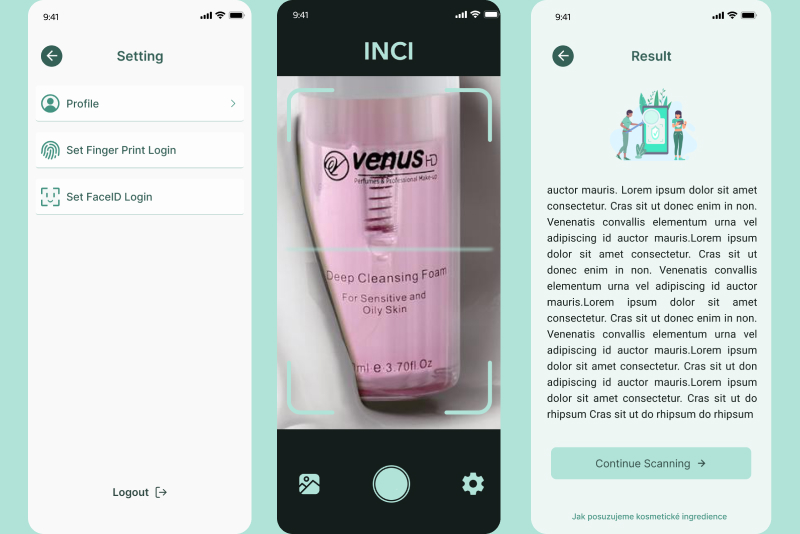 9:41
Setting
Profile
Set Finger Print Login
Set FaceID Login
Logout
9:41
INCI
venus HD
Perfumes & Professional Make-up
Deep Cleansing Foam
For Sensitive and
Oily Skin
ml e 3.70fl.Oz
9:41
Result
auctor mauris. Lorem ipsum dolor sit amet
consectetur. Cras sit ut donec enim in non.
Venenatis convallis elementum urna vel
adipiscing id auctor mauris.Lorem ipsum
dolor sit amet consectetur. Cras sit ut
donec enim in non. Venenatis convallis
elementum urna vel adipiscing id auctor
mauris.Lorem ipsum dolor sit amet
consectetur. Cras sit ut donec enim in non.
Venenatis convallis elementum urna vel
adipiscing id auctor mauris.Lorem ipsum
dolor sit amet consectetur. Cras sit ut don
adipiscing id auctor mauris.Lorem ipsum
dolor sit amet consectetur. Cras sit ut do
rhipsum Cras sit ut do rhipsum do rhipsum
Continue Scanning
Jak posuzujeme kosmetické ingredience